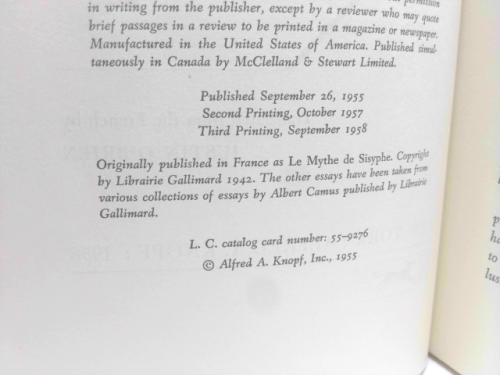 in writing from the publisher, except by a reviewer who may quote
brief passages in a review to be printed in a magazine or newspaper.
Manufactured in the United States of America. Published simul-
taneously in Canada by McClelland & Stewart Limited.
Published September 26, 1955
Second Printing, October 1957
Third Printing, September 1958
Originally published in France as Le Mythe de Sisyphe. Copyright
by Librairie Gallimard 1942. The other essays have been taken from
various collections of essays by Albert Camus published by Librairie
Gallimard.
L. C. catalog card number: 55-9276
© Alfred A. Knopf, Inc., 1955
to
lus